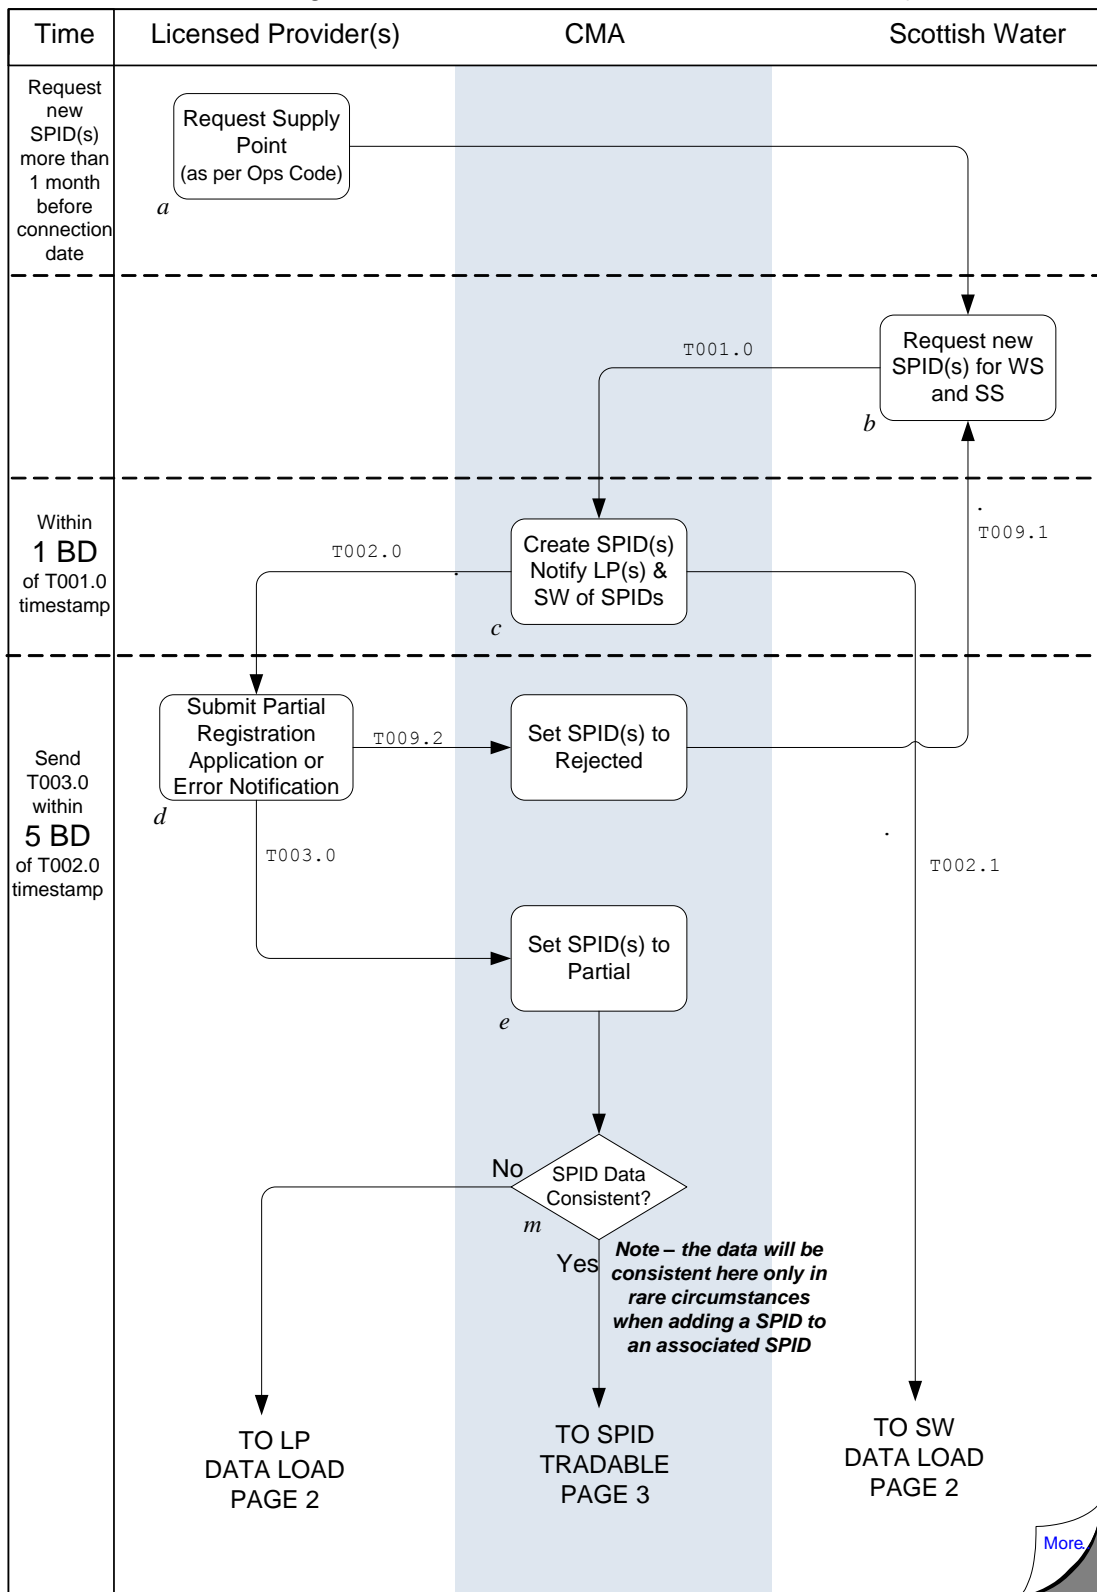 Time
Licensed Provider(s)
CMA
Scottish Water
Request
new
SPID(s)
more than
1 month
before
connection
date
Request Supply
Point
(as per Ops Code)
a
Request new
SPID(s) for WS
and SS
b
T001.0
T009.1
Within
1 BD
of T001.0
timestamp
T002.0
Create SPID(s)
Notify LP(s) &
SW of SPIDs
c
Send
T003.0
within
5 BD
of T002.0
timestamp
Submit Partial
Registration
Application or
Error Notification
d
T009.2
Set SPID(s) to
Rejected
T003.0
T002.1
Set SPID(s) to
Partial
e
No
SPID Data
Consistent?
m
Yes
Note – the data will be
consistent here only in
rare circumstances
when adding a SPID to
an associated SPID
TO LP
DATA LOAD
PAGE 2
TO SPID
TRADABLE
PAGE 3
TO SW
DATA LOAD
PAGE 2
More.